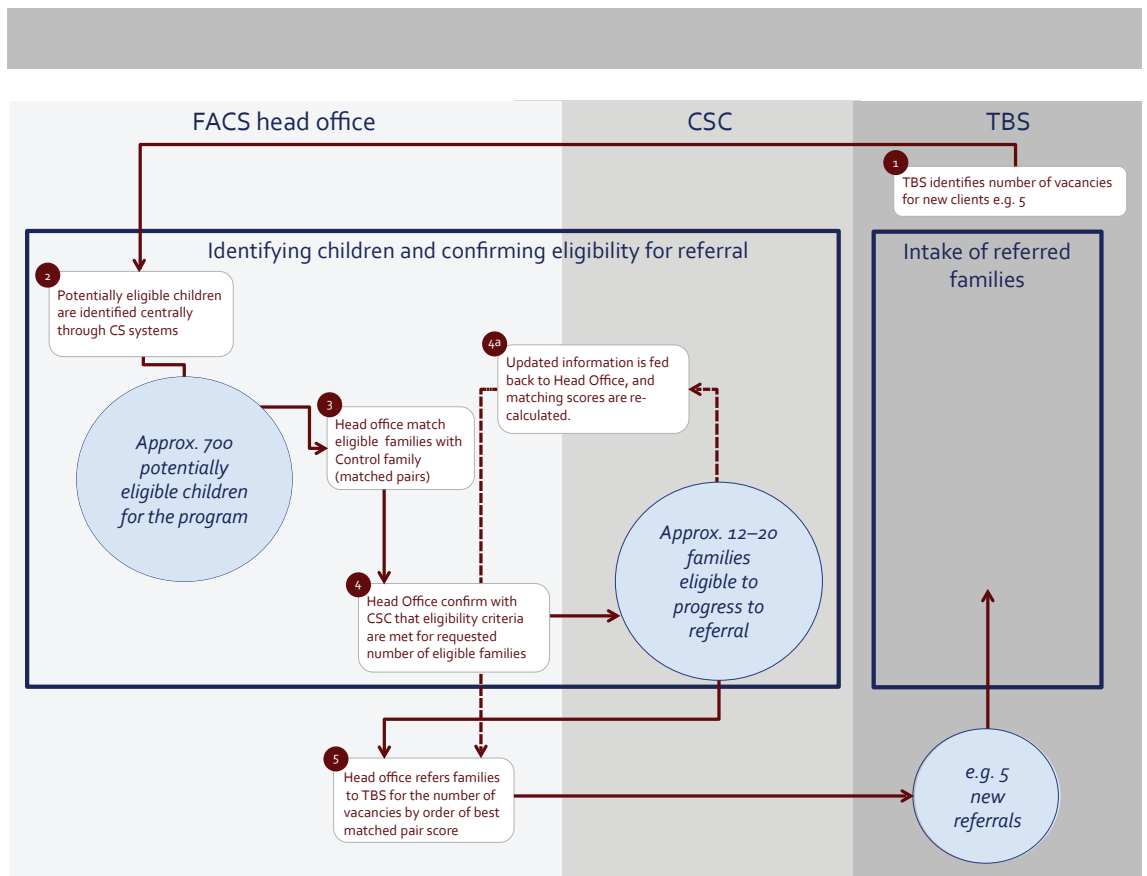 FACS head office
CSC
TBS
1
TBS identifies number of vacancies
for new clients e.g. 5
Identifying children and confirming eligibility for referral
Intake of referred
families
2
Potentially eligible children
are identified centrally
through CS systems
4a
Updated information is fed
back to Head Office, and
matching scores are re-
calculated.
3
Head office match
eligible families with
Control family
(matched pairs)
Approx. 700
potentially
eligible children
for the program
Approx. 12–20
families
eligible to
progress to
referral
4
Head Office confirm with
CSC that eligibility criteria
are met for requested
number of eligible families
5
Head office refers families
to TBS for the number of
vacancies by order of best
matched pair score
e.g. 5
new
referrals